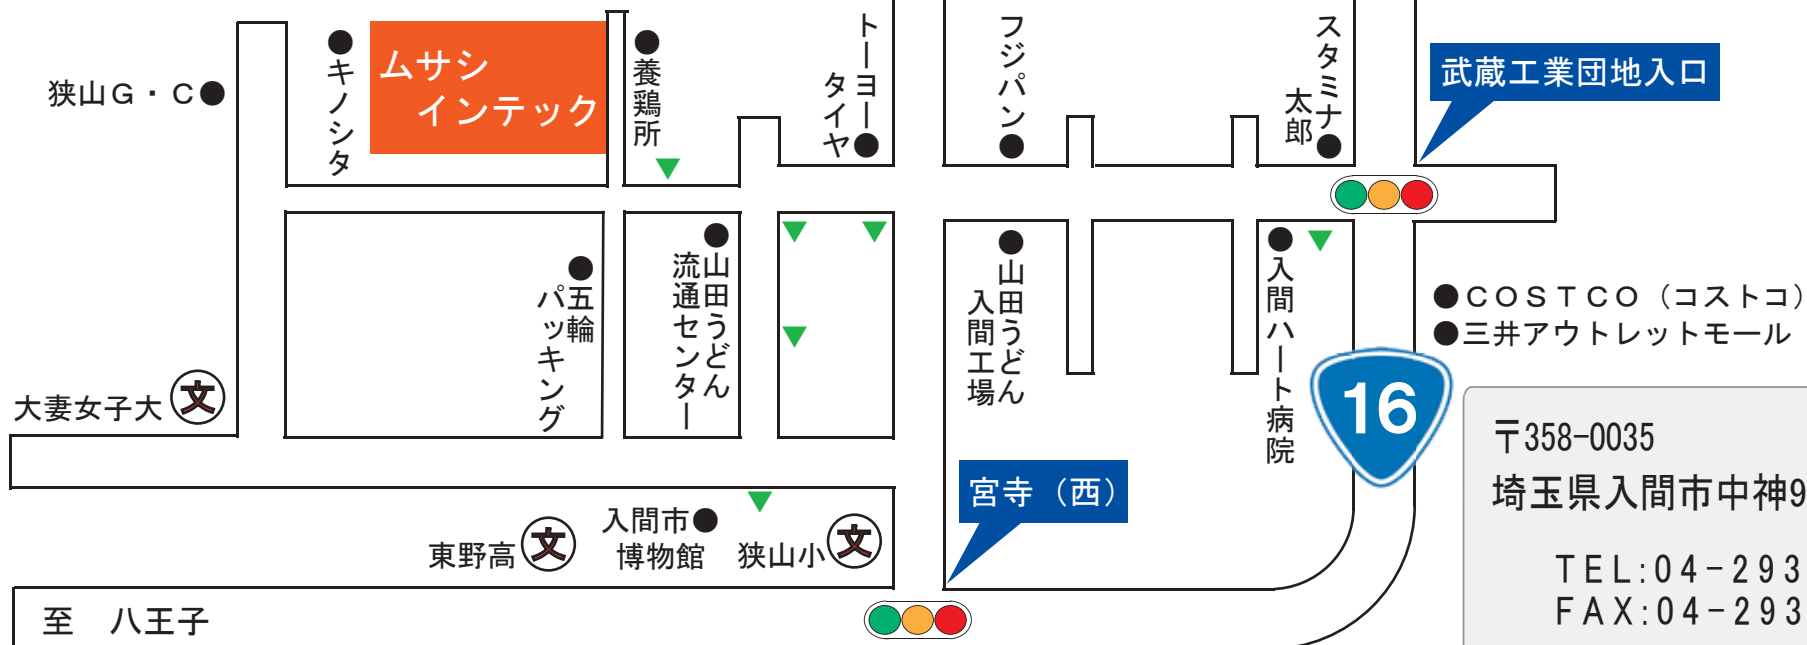 狭山G・C
キノシタ
ムサシ
インテック
養鶏所
トーヨー
タイヤ
フジパン
スタミナ
太郎
武蔵工業団地入口
五輪
パッキング
山田うどん
流通センター
山田うどん
入間工場
入間ハート病院
COSTCO（コストコ）
三井アウトレットモール
16
大妻女子大
文
宮寺（西）
東野高
文
入間市
博物館
狭山小
文
至 八王子
〒358-0035
埼玉県入間市中神9
TEL:04-293
FAX:04-293